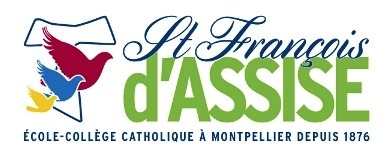 St François
d'ASSISE
ÉCOLE-COLLÈGE CATHOLIQUE À MONTPELLIER DEPUIS 1876